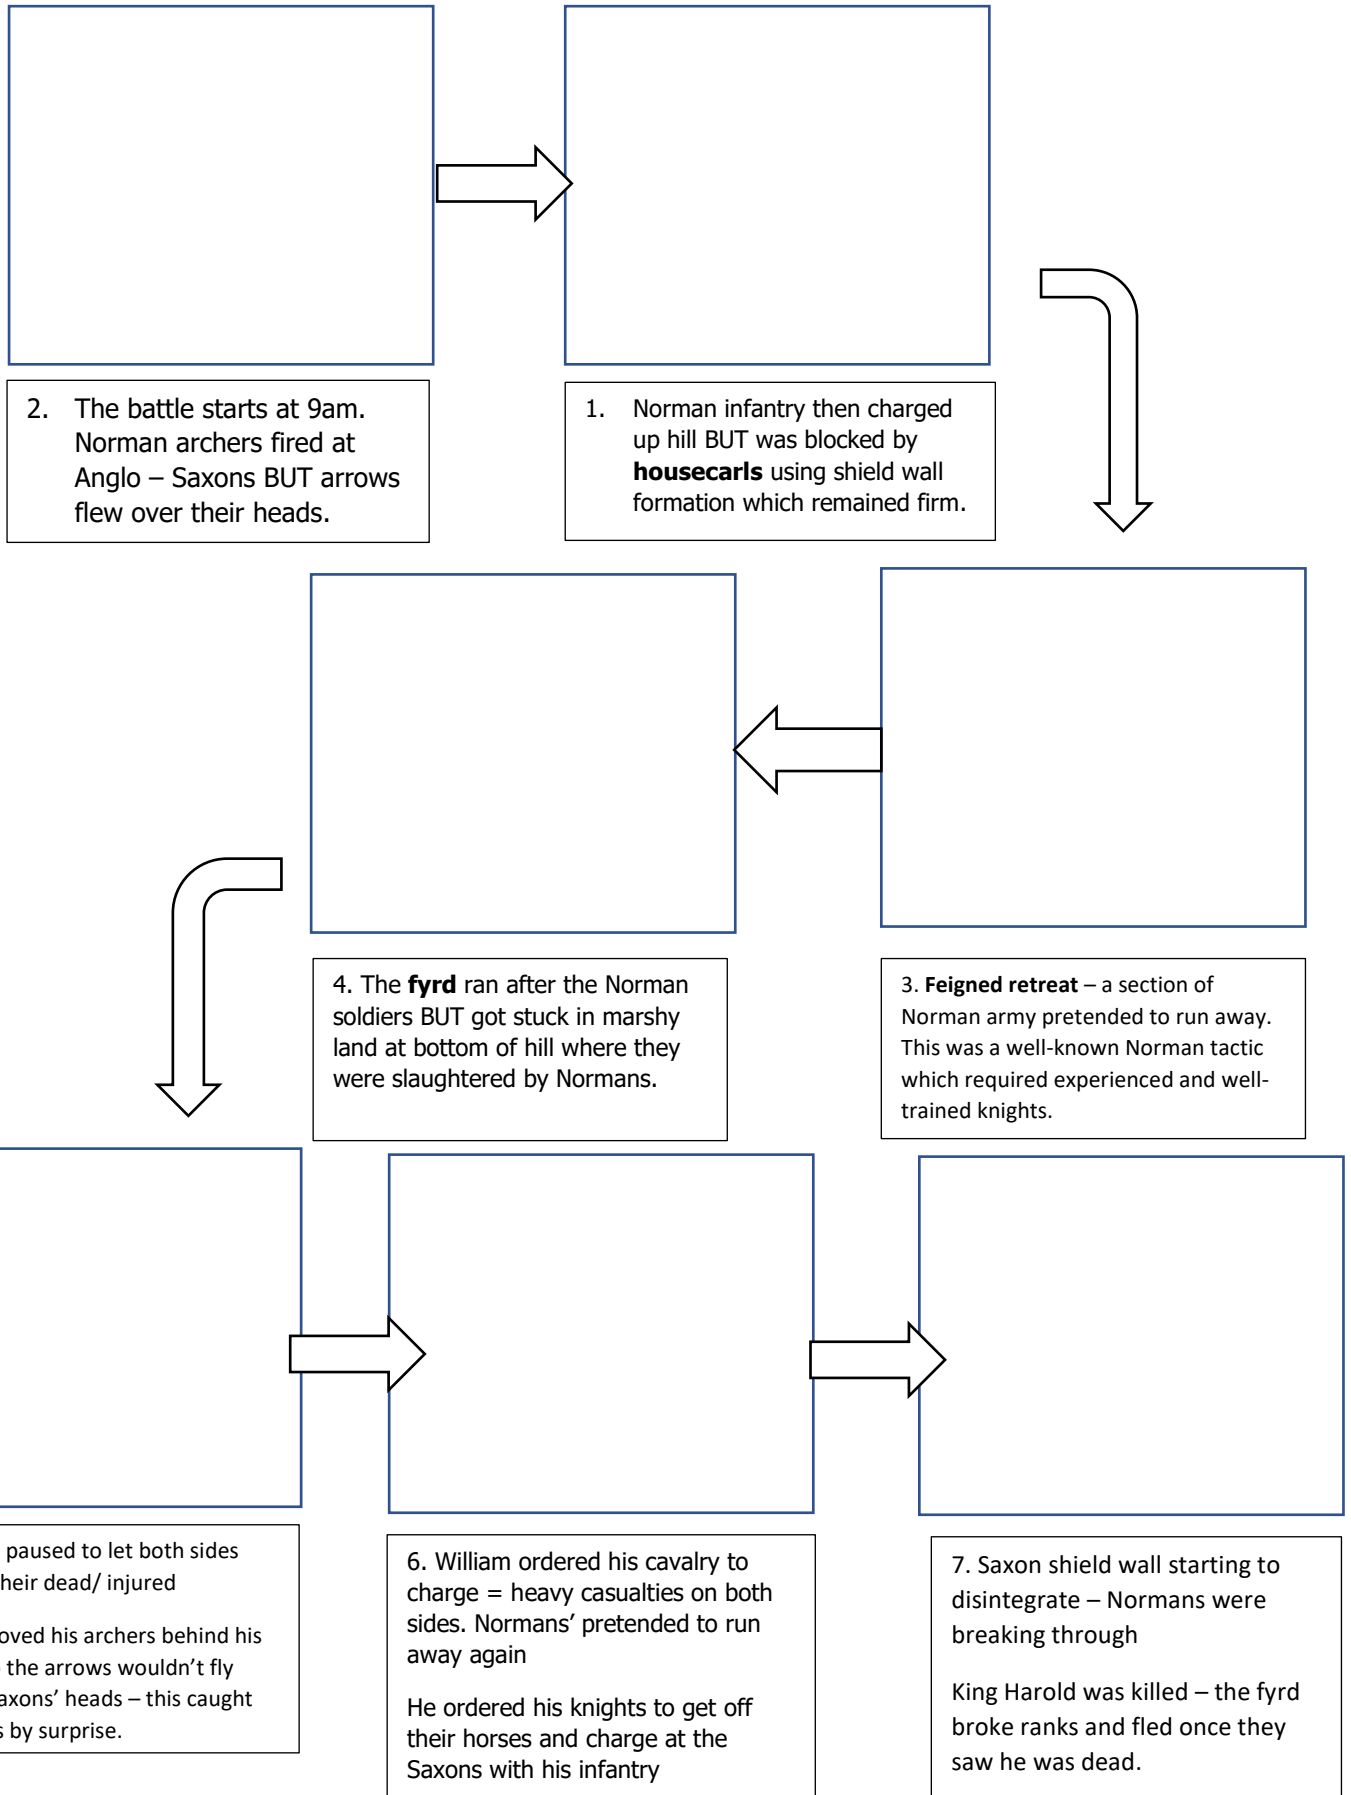 2. The battle starts at 9am.
Norman archers fired at
Anglo – Saxons BUT arrows
flew over their heads.
1. Norman infantry then charged
up hill BUT was blocked by
housecarls using shield wall
formation which remained firm.
4. The fyrd ran after the Norman
soldiers BUT got stuck in marshy
land at bottom of hill where they
were slaughtered by Normans.
3. Feigned retreat – a section of
Norman army pretended to run away.
This was a well-known Norman tactic
which required experienced and well-
trained knights.
paused to let both sides
their dead/ injured
oved his archers behind his
the arrows wouldn't fly
axons' heads – this caught
s by surprise.
6. William ordered his cavalry to
charge = heavy casualties on both
sides. Normans' pretended to run
away again
He ordered his knights to get off
their horses and charge at the
Saxons with his infantry
7. Saxon shield wall starting to
disintegrate – Normans were
breaking through
King Harold was killed – the fyrd
broke ranks and fled once they
saw he was dead.